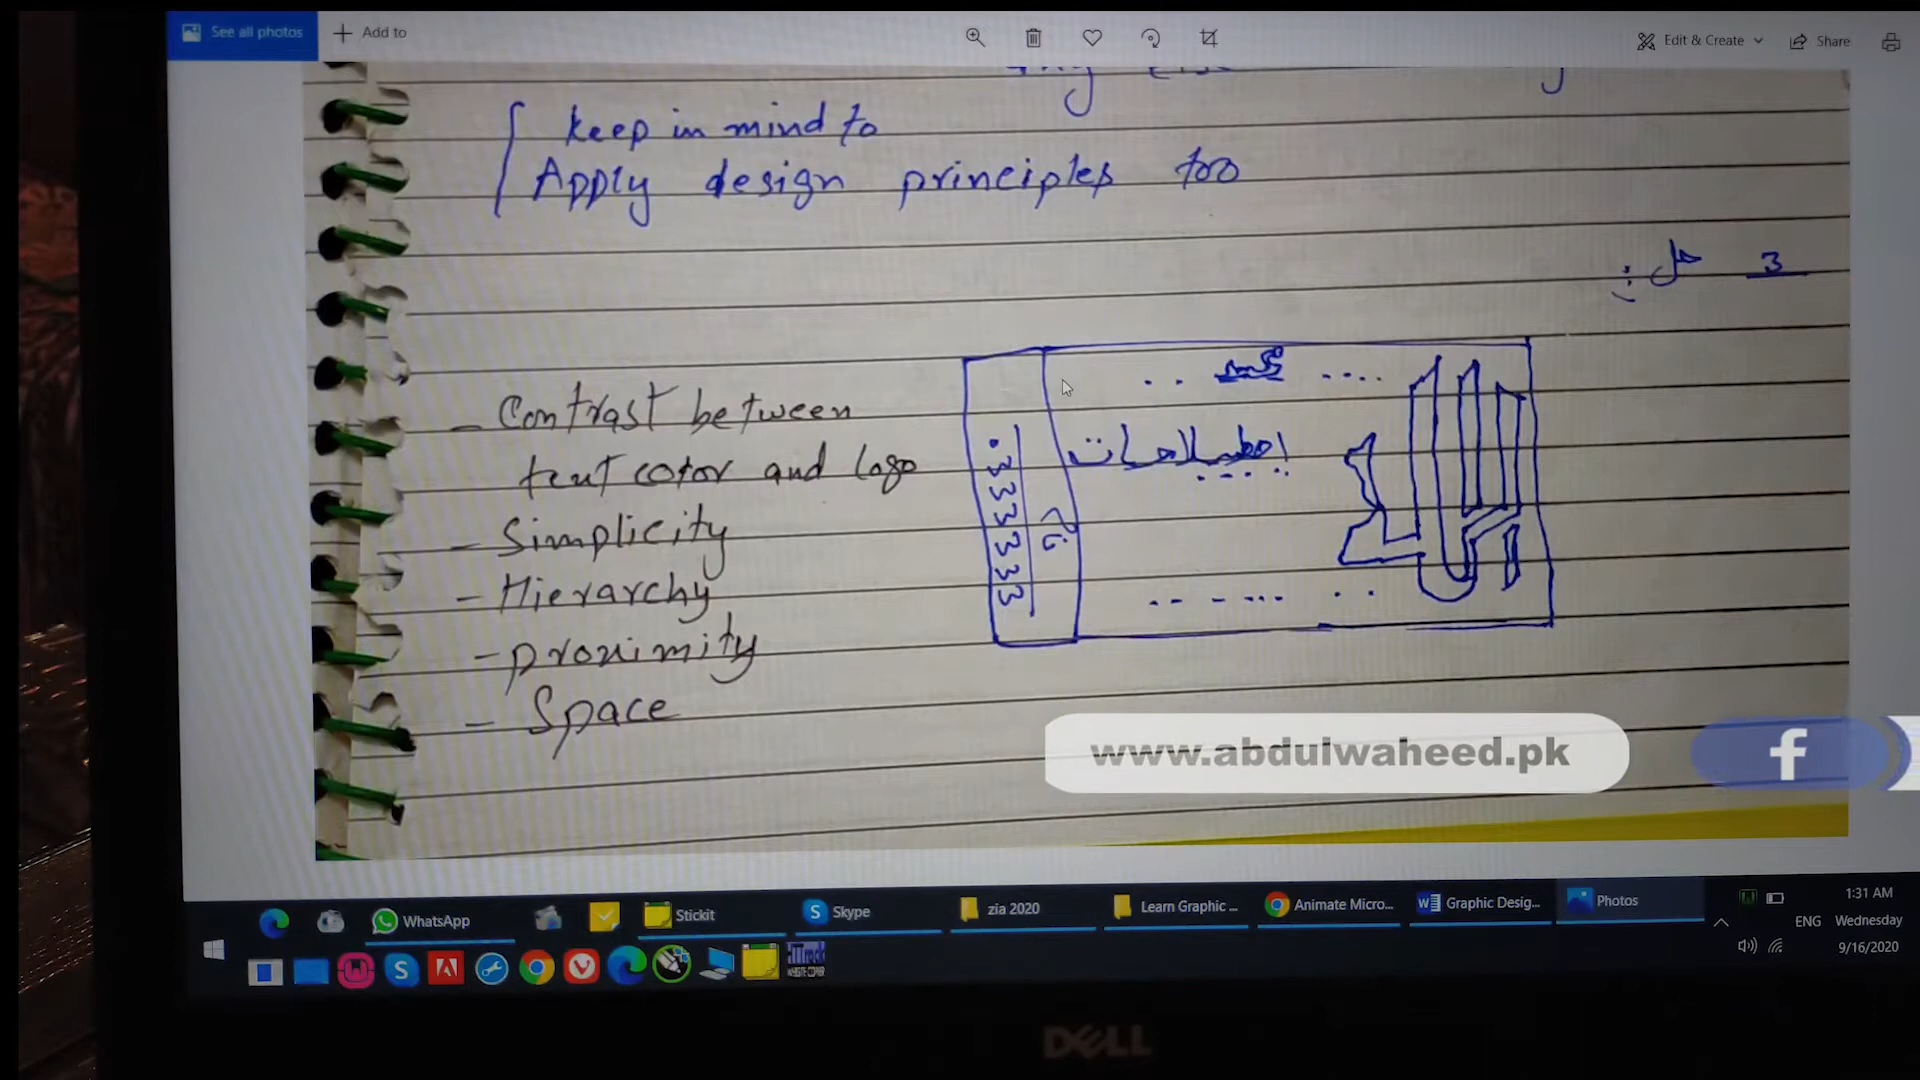 See all photos
Add to
Edit & Create
Share
keep in mind to
Apply design principles too
3 حل:
- Contrast between
text color and logo
- Simplicity
- Hierarchy
- proximity
- Space
اصطلاحات
.333333
www.abdulwaheed.pk
f
WhatsApp
Stickit
Skype
zia 2020
Learn Graphic ...
Animate Micro...
Graphic Desig...
Photos
1:31 AM
ENG
Wednesday
9/16/2020
DELL